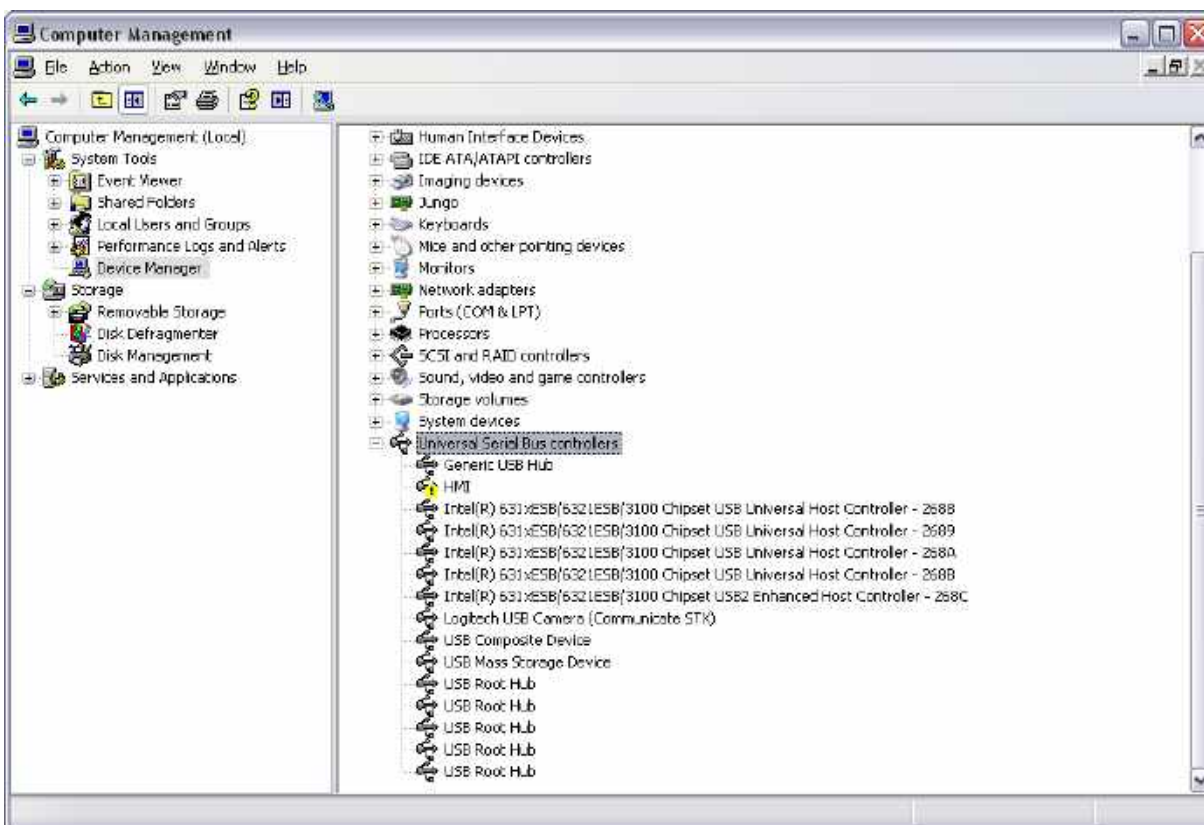 Computer Management
File Action View Window Help
Computer Management (Local)
System Tools
Event Viewer
Shared Folders
Local Users and Groups
Performance Logs and Alerts
Device Manager
Storage
Removable Storage
Disk Defragmenter
Disk Management
Services and Applications
Human Interface Devices
IDE ATA/ATAPI controllers
Imaging devices
Jungo
Keyboards
Mice and other pointing devices
Monitors
Network adapters
Ports (COM & LPT)
Processors
SCSI and RAID controllers
Sound, video and game controllers
Storage volumes
System devices
Universal Serial Bus controllers
Generic USB Hub
HMI
Intel(R) 631xESB/6321ESB/3100 Chipset USB Universal Host Controller - 2688
Intel(R) 631xESB/6321ESB/3100 Chipset USB Universal Host Controller - 2689
Intel(R) 631xESB/6321ESB/3100 Chipset USB Universal Host Controller - 268A
Intel(R) 631xESB/6321ESB/3100 Chipset USB Universal Host Controller - 268B
Intel(R) 631xESB/6321ESB/3100 Chipset USB2 Enhanced Host Controller - 268C
Logitech USB Camera (Communicate STX)
USB Composite Device
USB Mass Storage Device
USB Root Hub
USB Root Hub
USB Root Hub
USB Root Hub
USB Root Hub